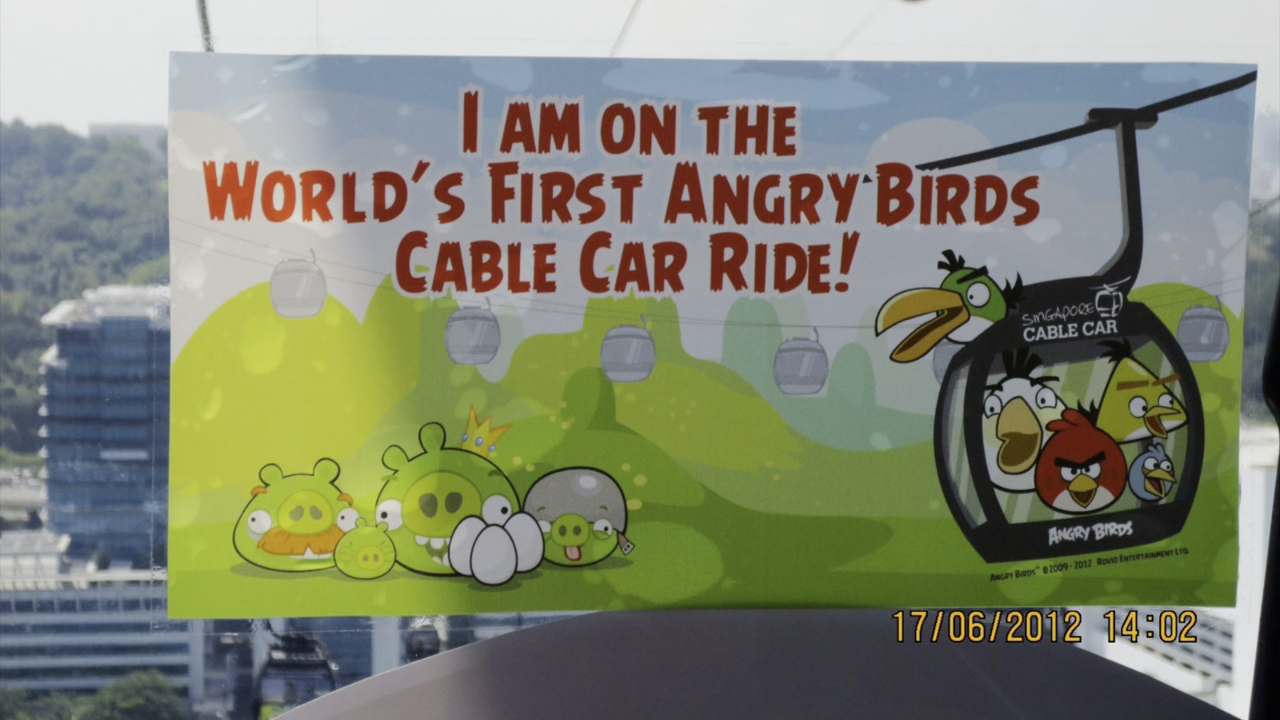 I AM ON THE
WORLD'S FIRST ANGRY BIRDS
CABLE CAR RIDE!
SINGAPORE
CABLE CAR
ANGRY BIRDS
ANGRY BIRDS™ ©2009 - 2012 ROVIO ENTERTAINMENT LTD.
17/06/2012 14:02